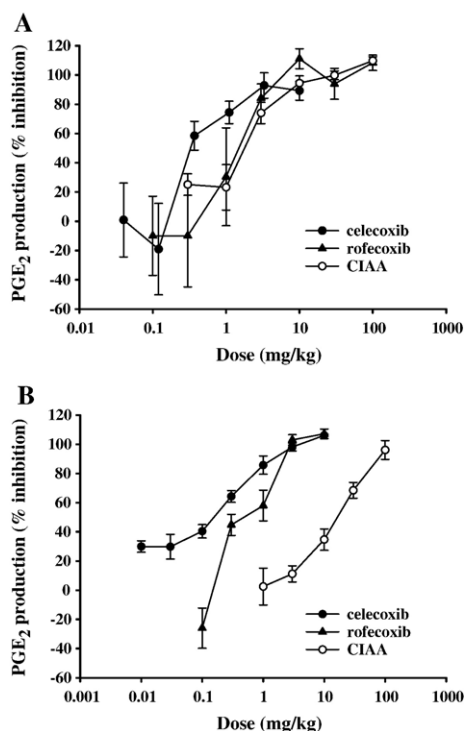 A
120
100
80
60
40
20
0
-20
-40
-60
PGE2 production (% inhibition)
celecoxib
rofecoxib
CIAA
0.01 0.1 1 10 100 1000
Dose (mg/kg)
B
120
100
80
60
40
20
0
-20
-40
-60
PGE2 production (% inhibition)
celecoxib
rofecoxib
CIAA
0.001 0.01 0.1 1 10 100 1000
Dose (mg/kg)